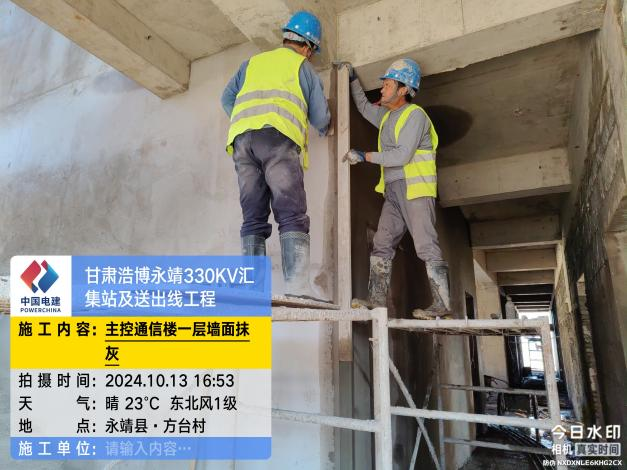 中国电建
POWERCHINA
甘肃浩博永靖330KV汇
集站及送出线工程
施工内容：主控通信楼一层墙面抹
灰
拍摄时间：2024.10.13 16:53
天 气：晴 23℃ 东北风1级
地 点：永靖县·方台村
施工单位：请输入内容…
今日水印
相机 真实时间
防伪 NXDXNLE6KHG2CX